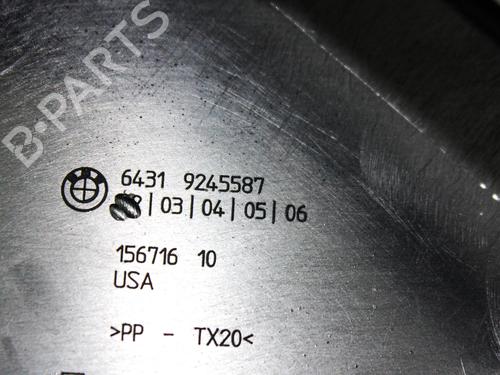 B-PARTS
6431 9245587
| 03 | 04 | 05 | 06
156716 10
USA
>PP - TX20<